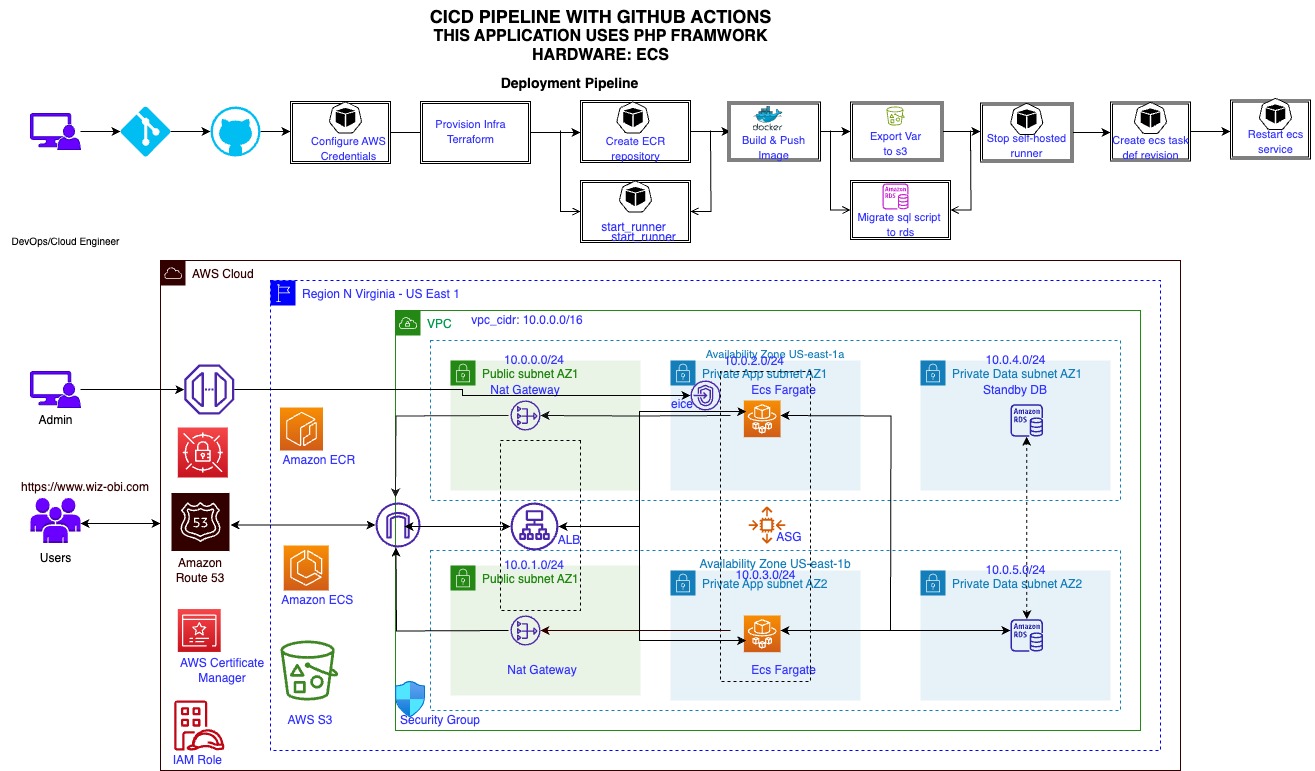 CICD PIPELINE WITH GITHUB ACTIONS
THIS APPLICATION USES PHP FRAMWORK
HARDWARE: ECS
Deployment Pipeline
Configure AWS
Credentials
Provision Infra
Terraform
Create ECR
repository
start_runner
start_runner
docker
Build & Push
Image
Export Var
to s3
Amazon
RDS
Migrate sql script
to rds
Stop self-hosted
runner
Create ecs task
def revision
Restart ecs
service
DevOps/Cloud Engineer
AWS Cloud
Region N Virginia - US East 1
VPC
vpc_cidr: 10.0.0.0/16
Availability Zone US-east-1a
10.0.0.0/24
Public subnet AZ1
Nat Gateway
10.0.2.0/24
Private App subnet AZ1
Ecs Fargate
eice
10.0.4.0/24
Private Data subnet AZ1
Standby DB
Amazon
RDS
Admin
Amazon ECR
https://www.wiz-obi.com
Users
53
Amazon
Route 53
ALB
ASG
Amazon ECS
Availability Zone US-east-1b
10.0.1.0/24
Public subnet AZ1
Nat Gateway
10.0.3.0/24
Private App subnet AZ2
Ecs Fargate
10.0.5.0/24
Private Data subnet AZ2
Amazon
RDS
AWS Certificate
Manager
AWS S3
Security Group
IAM Role